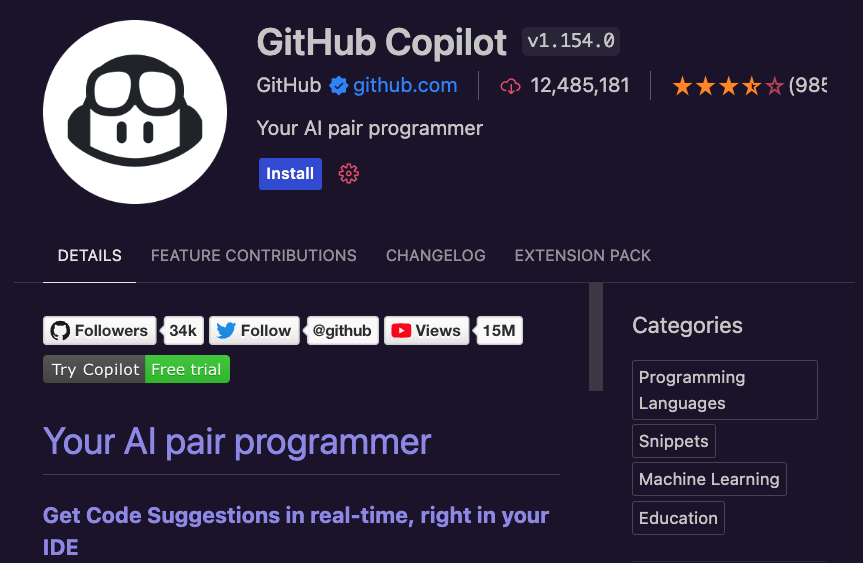 GitHub Copilot v1.154.0
GitHub github.com 12,485,181 (985
Your AI pair programmer
Install
DETAILS FEATURE CONTRIBUTIONS CHANGELOG EXTENSION PACK
Followers 34k Follow @github Views 15M
Try Copilot Free trial
Your AI pair programmer
Get Code Suggestions in real-time, right in your
IDE
Categories
Programming
Languages
Snippets
Machine Learning
Education